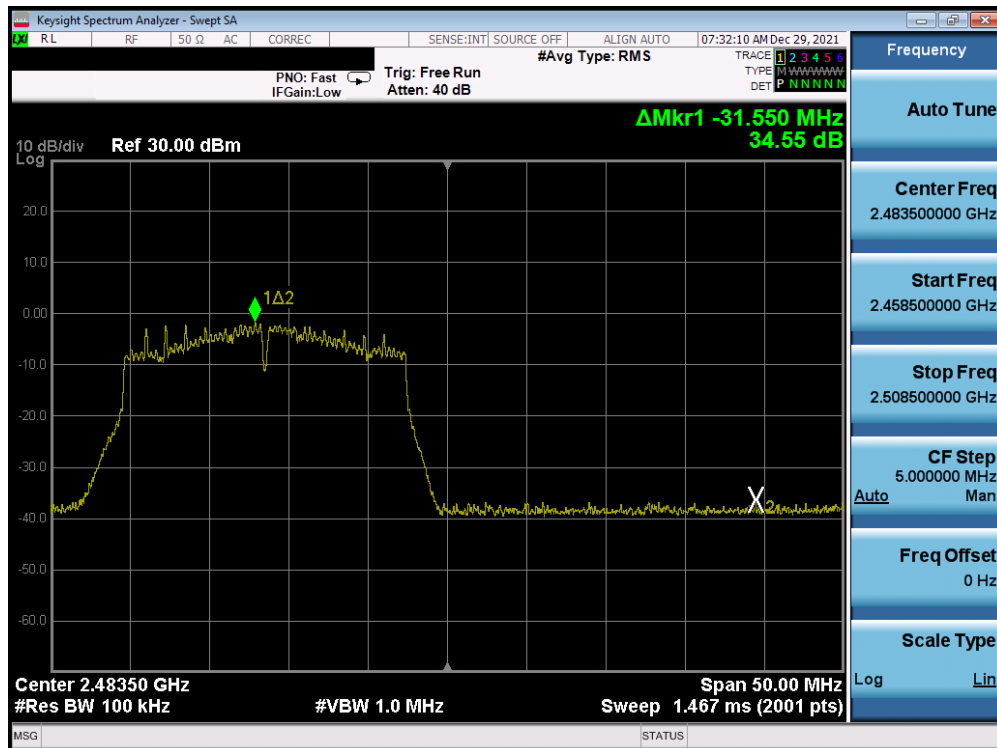 Keysight Spectrum Analyzer - Swept SA
LXI RL RF 50 Ω AC CORREC SENSE:INT SOURCE OFF ALIGN AUTO 07:32:10 AM Dec 29, 2021
#Avg Type: RMS
TRACE 1 2 3 4 5 6
PNO: Fast Trig: Free Run
TYPE M WWWWW
IFGain:Low Atten: 40 dB
DET P N N N N N
ΔMkr1 -31.550 MHz
34.55 dB
10 dB/div Ref 30.00 dBm
Log
20.0
10.0
0.00
-10.0
-20.0
-30.0
-40.0
-50.0
-60.0
1Δ2
X2
Center 2.48350 GHz Span 50.00 MHz
#Res BW 100 kHz #VBW 1.0 MHz Sweep 1.467 ms (2001 pts)
MSG STATUS
Frequency
Auto Tune
Center Freq
2.483500000 GHz
Start Freq
2.458500000 GHz
Stop Freq
2.508500000 GHz
CF Step
5.000000 MHz
Auto Man
Freq Offset
0 Hz
Scale Type
Log Lin